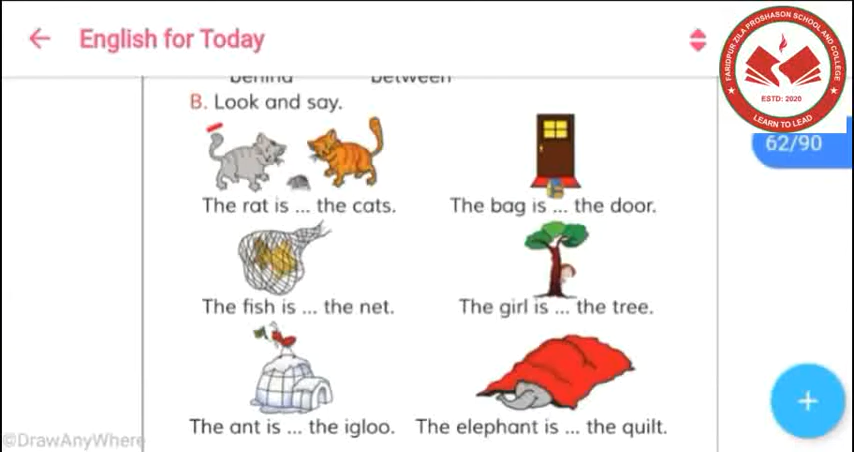 English for Today
FARIDPUR ZILA PROSHASON SCHOOL AND COLLEGE
ESTD: 2020
LEARN TO LEAD
62/90
behind between
B. Look and say.
The rat is ... the cats. The bag is ... the door.
The fish is ... the net. The girl is ... the tree.
The ant is ... the igloo. The elephant is ... the quilt.
©DrawAnyWhere